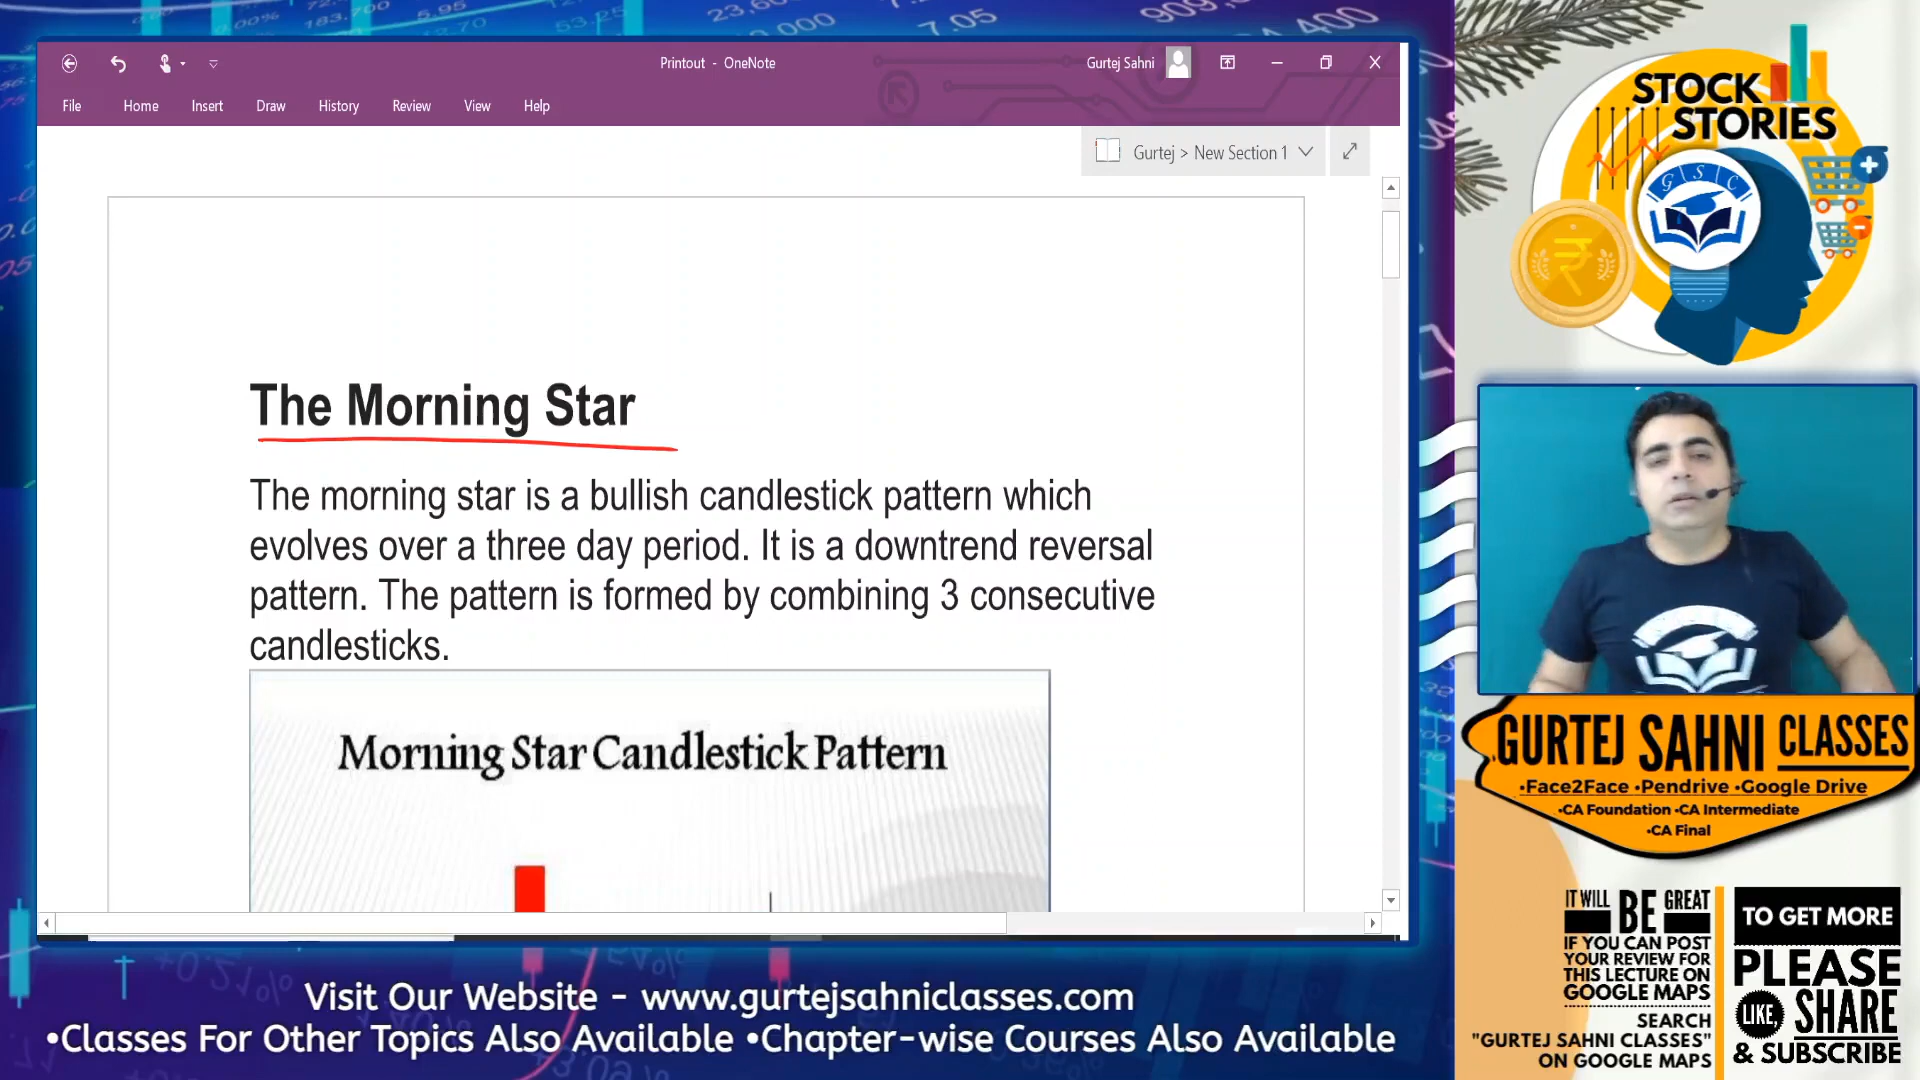 Printout - OneNote
Gurtej Sahni
File Home Insert Draw History Review View Help
Gurtej > New Section 1
The Morning Star
The morning star is a bullish candlestick pattern which
evolves over a three day period. It is a downtrend reversal
pattern. The pattern is formed by combining 3 consecutive
candlesticks.
Morning Star Candlestick Pattern
STOCK
STORIES
G S C
GURTEJ SAHNI CLASSES
•Face2Face •Pendrive •Google Drive
•CA Foundation •CA Intermediate
•CA Final
IT WILL BE GREAT
IF YOU CAN POST
YOUR REVIEW FOR
THIS LECTURE ON
GOOGLE MAPS
SEARCH
"GURTEJ SAHNI CLASSES"
ON GOOGLE MAPS
TO GET MORE
PLEASE
LIKE, SHARE
& SUBSCRIBE
Visit Our Website - www.gurtejsahniclasses.com
•Classes For Other Topics Also Available •Chapter-wise Courses Also Available